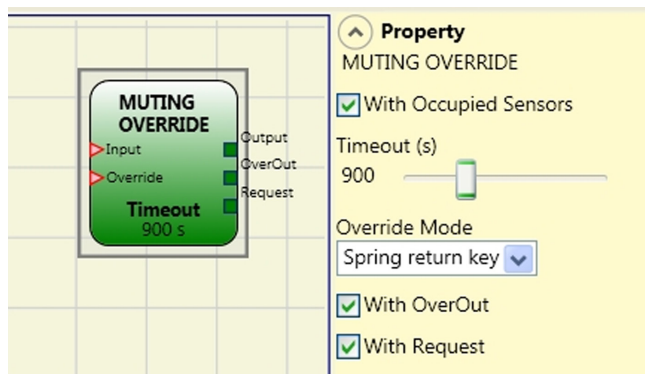 MUTING
OVERRIDE
Input
Override
Output
OverOut
Request
Timeout
900 s
Property
MUTING OVERRIDE
With Occupied Sensors
Timeout (s)
900
Override Mode
Spring return key
With OverOut
With Request